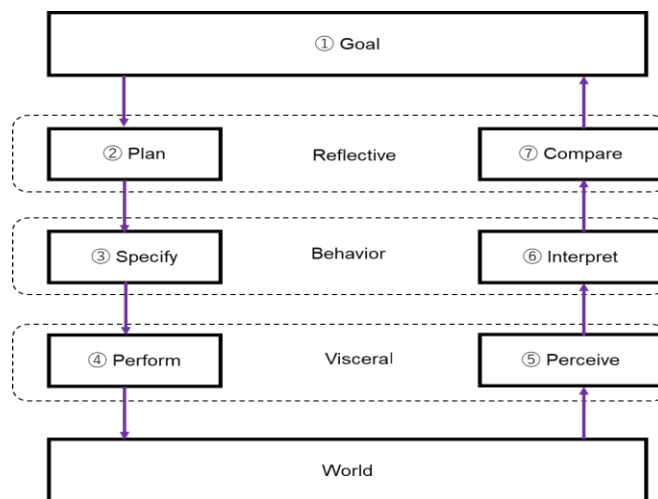 ① Goal
② Plan
Reflective
⑦ Compare
③ Specify
Behavior
⑥ Interpret
④ Perform
Visceral
⑤ Perceive
World